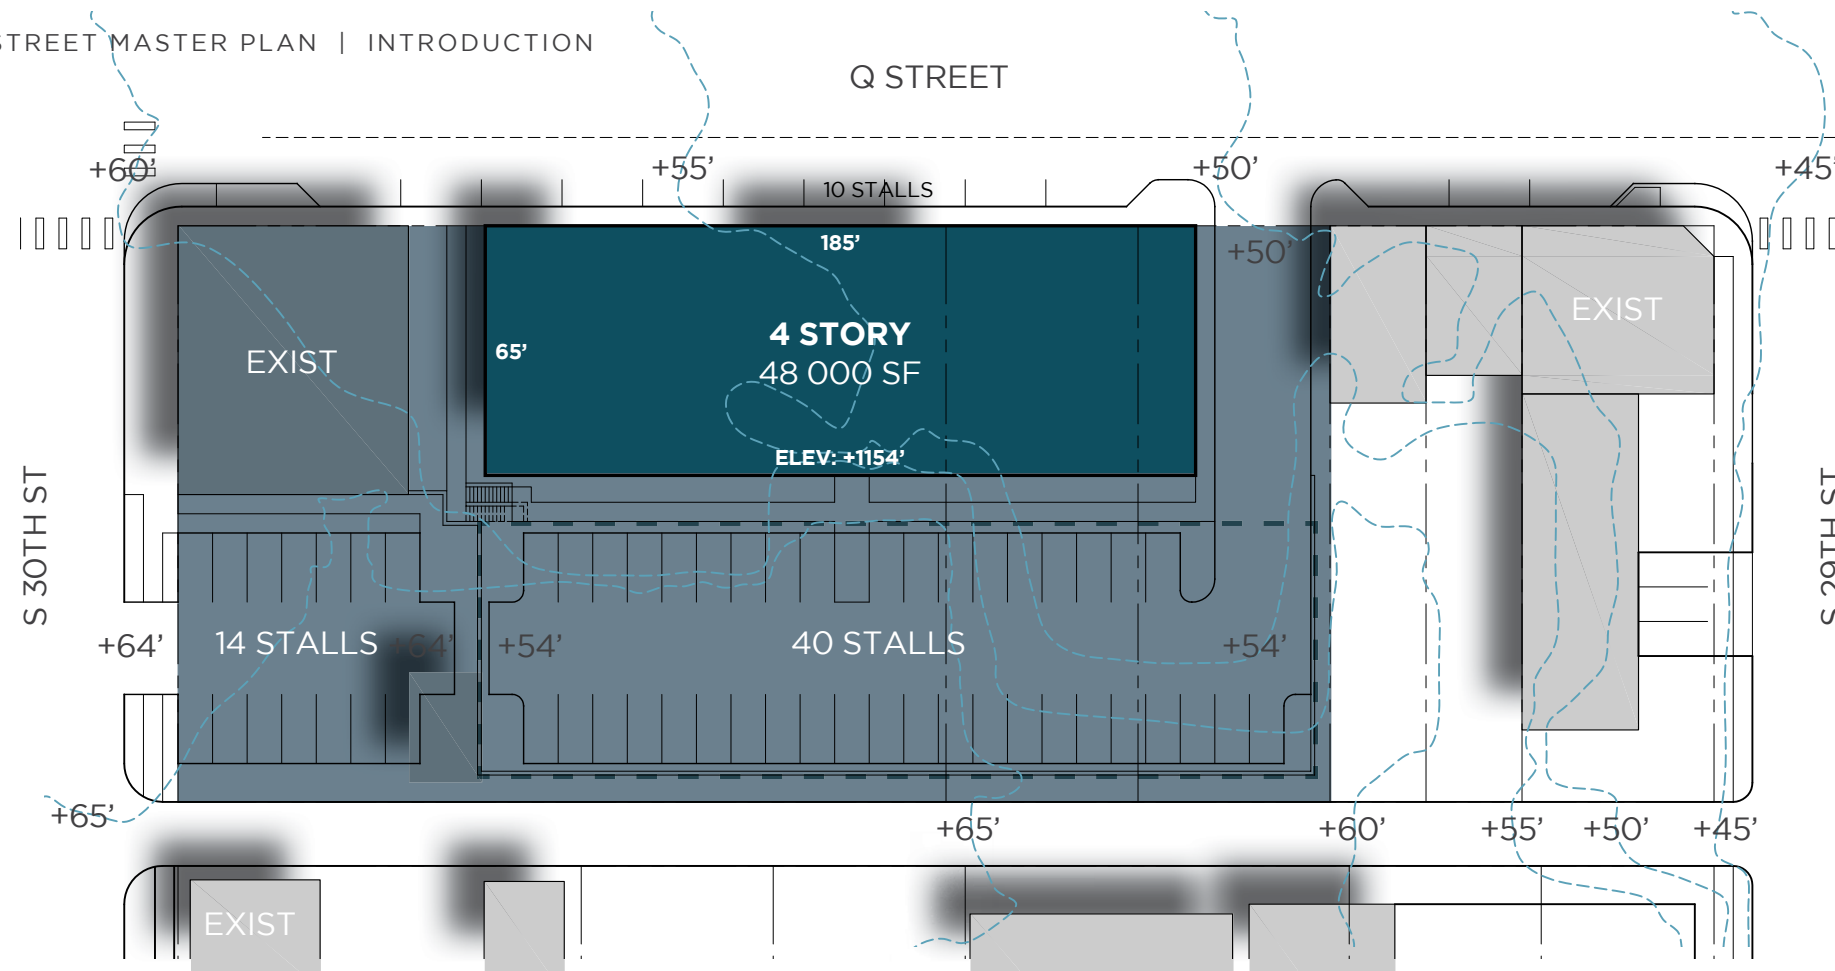 STREET MASTER PLAN | INTRODUCTION
Q STREET
+60'
+55'
+50'
+45'
10 STALLS
185'
+50'
65'
4 STORY
48 000 SF
EXIST
EXIST
ELEV: +1154'
S 30TH ST
S 29TH ST
+64'
14 STALLS
+64'
+54'
40 STALLS
+54'
+65'
+65'
+60'
+55'
+50'
+45'
EXIST